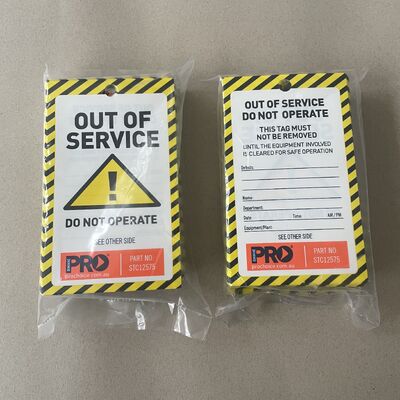 OUT OF
SERVICE
!
DO NOT OPERATE
SEE OTHER SIDE
PRO
prochoice.com.au
PART NO.
STC12575
OUT OF SERVICE
DO NOT OPERATE
THIS TAG MUST
NOT BE REMOVED
UNTIL THE EQUIPMENT INVOLVED
IS CLEARED FOR SAFE OPERATION
Details:
Name:
Department:
Date Time AM / PM
Equipment/Plant:
SEE OTHER SIDE
PRO
prochoice.com.au
PART NO.
STC12575